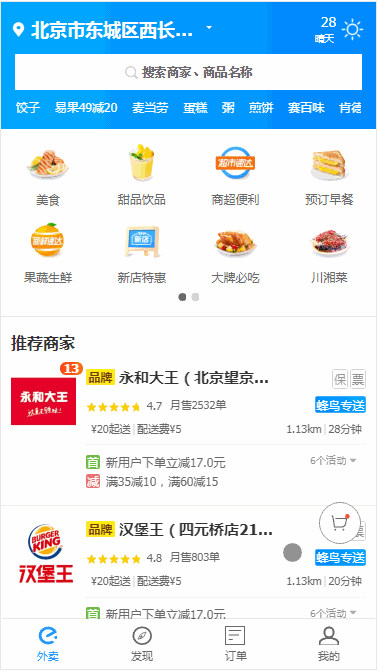 北京市东城区西长... 28
晴天
搜索商家、商品名称
饺子 易果49减20 麦当劳 蛋糕 粥 煎饼 赛百味 肯德
美食 甜品饮品 商超便利 预订早餐
果蔬生鲜 新店特惠 大牌必吃 川湘菜
推荐商家
13
永和大王
品牌 永和大王（北京望京... 保 票
4.7 月售2532单 蜂鸟专送
¥20起送 | 配送费¥5 1.13km | 28分钟
首 新用户下单立减17.0元 6个活动
减 满35减10，满60减15
BURGER KING
汉堡王
品牌 汉堡王（四元桥店21... 票
4.8 月售803单 蜂鸟专送
¥20起送 | 配送费¥5 1.13km | 20分钟
首 新用户下单立减17.0元 6个活动
外卖 发现 订单 我的